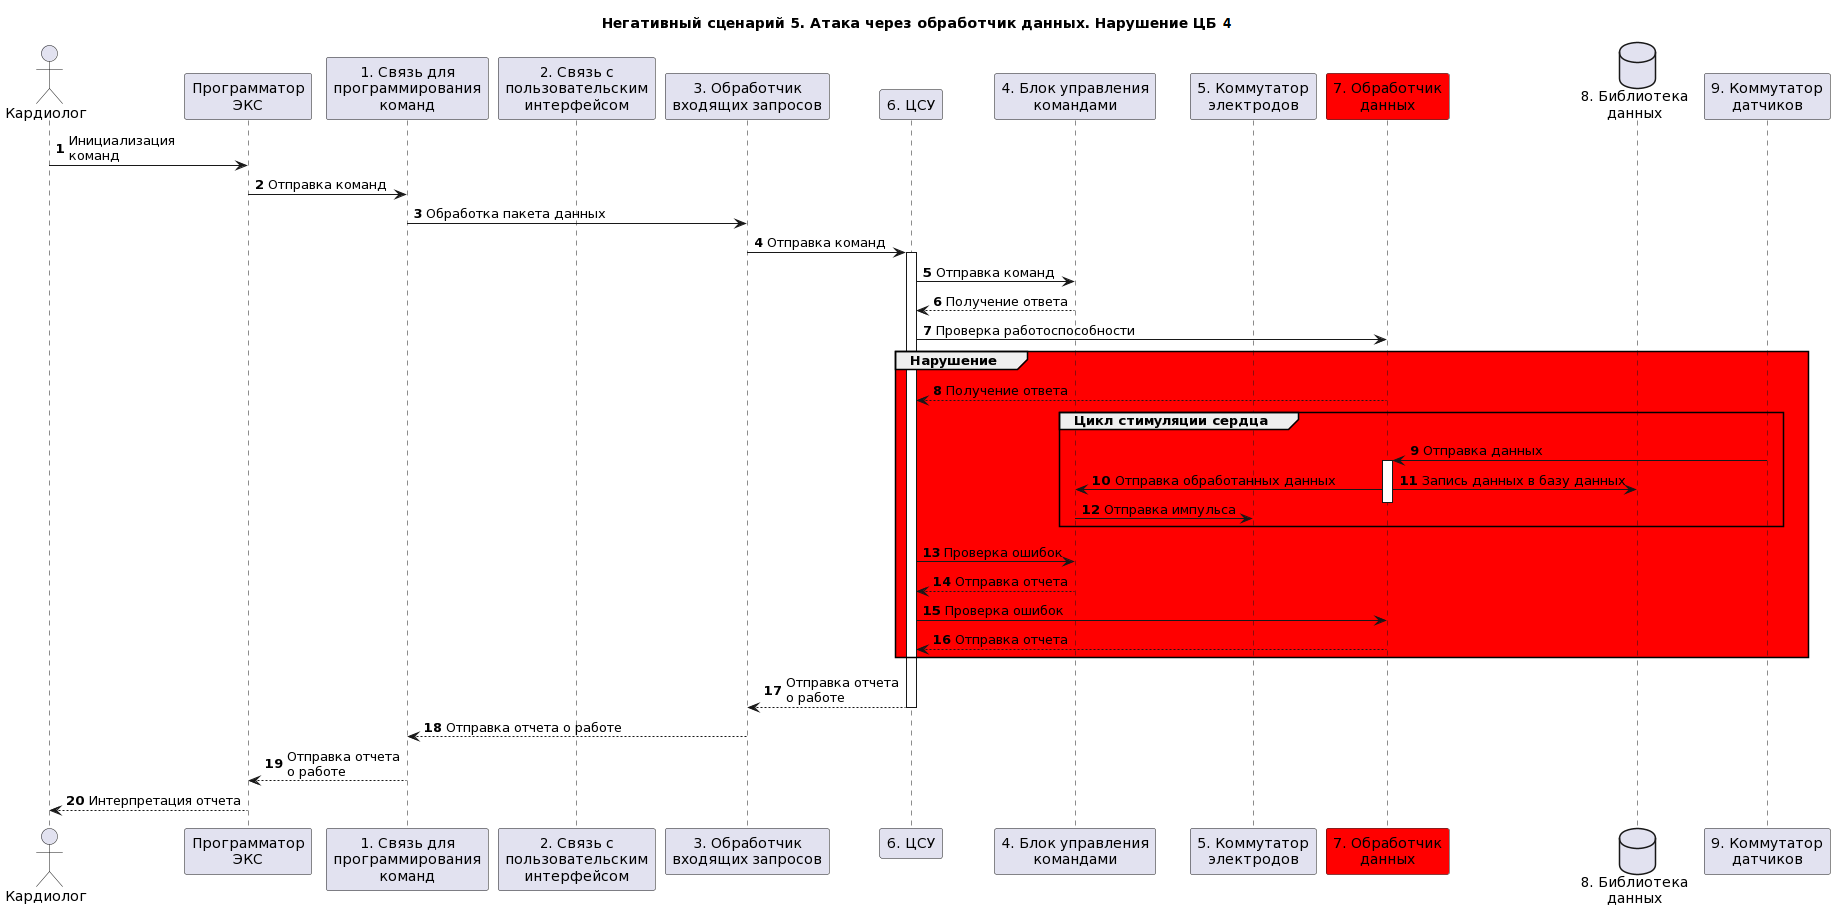 Негативный сценарий 5. Атака через обработчик данных. Нарушение ЦБ 4
Кардиолог
Программатор
ЭКС
1. Связь для
программирования
команд
2. Связь с
пользовательским
интерфейсом
3. Обработчик
входящих запросов
6. ЦСУ
4. Блок управления
командами
5. Коммутатор
электродов
7. Обработчик
данных
8. Библиотека
данных
9. Коммутатор
датчиков
1 Инициализация
команд
2 Отправка команд
3 Обработка пакета данных
4 Отправка команд
5 Отправка команд
6 Получение ответа
7 Проверка работоспособности
Нарушение
8 Получение ответа
Цикл стимуляции сердца
9 Отправка данных
10 Отправка обработанных данных
11 Запись данных в базу данных
12 Отправка импульса
13 Проверка ошибок
14 Отправка отчета
15 Проверка ошибок
16 Отправка отчета
17 Отправка отчета
о работе
18 Отправка отчета о работе
19 Отправка отчета
о работе
20 Интерпретация отчета
Кардиолог
Программатор
ЭКС
1. Связь для
программирования
команд
2. Связь с
пользовательским
интерфейсом
3. Обработчик
входящих запросов
6. ЦСУ
4. Блок управления
командами
5. Коммутатор
электродов
7. Обработчик
данных
8. Библиотека
данных
9. Коммутатор
датчиков